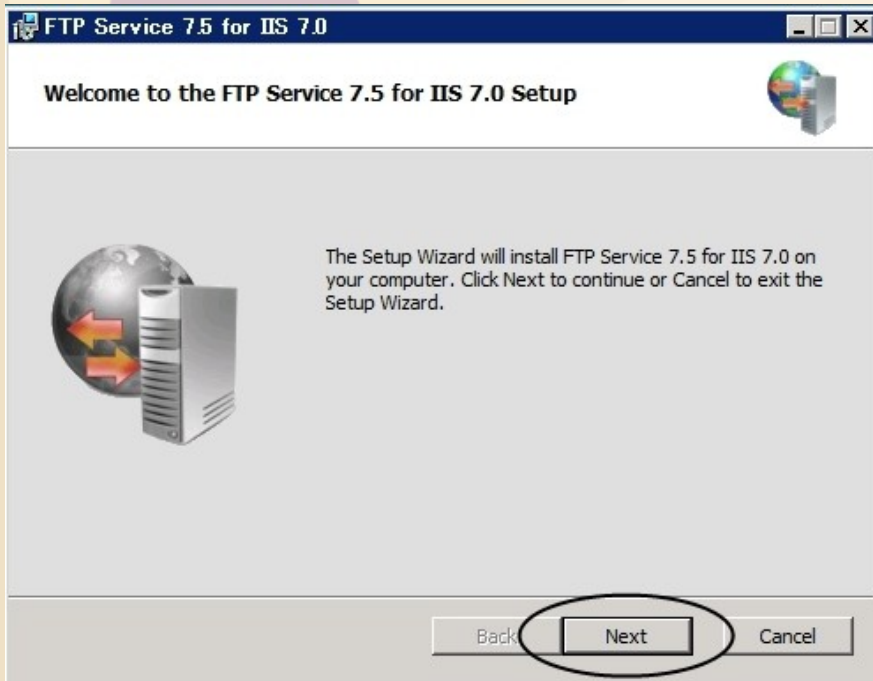 FTP Service 7.5 for IIS 7.0
Welcome to the FTP Service 7.5 for IIS 7.0 Setup
The Setup Wizard will install FTP Service 7.5 for IIS 7.0 on
your computer. Click Next to continue or Cancel to exit the
Setup Wizard.
Back Next Cancel